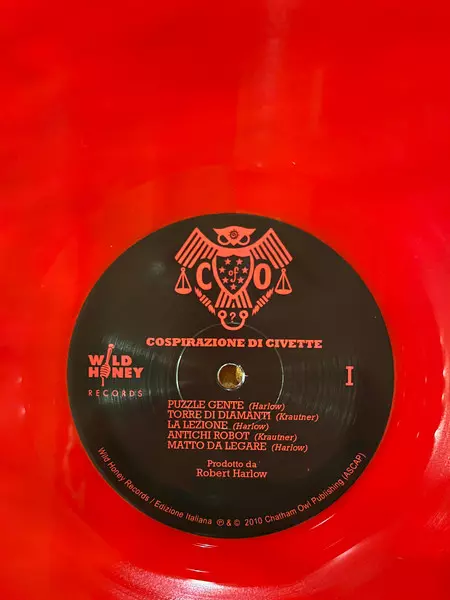 C of O
?
COSPIRAZIONE DI CIVETTE
WILD
HONEY
RECORDS
I
PUZZLE GENTE (Harlow)
TORRE DI DIAMANTI (Krautner)
LA LEZIONE (Harlow)
ANTICHI ROBOT (Krautner)
MATTO DA LEGARE (Harlow)
Prodotto da
Robert Harlow
Wild Honey Records / Edizione Italiana ℗ & © 2010 Chatham Owl Publishing (ASCAP)